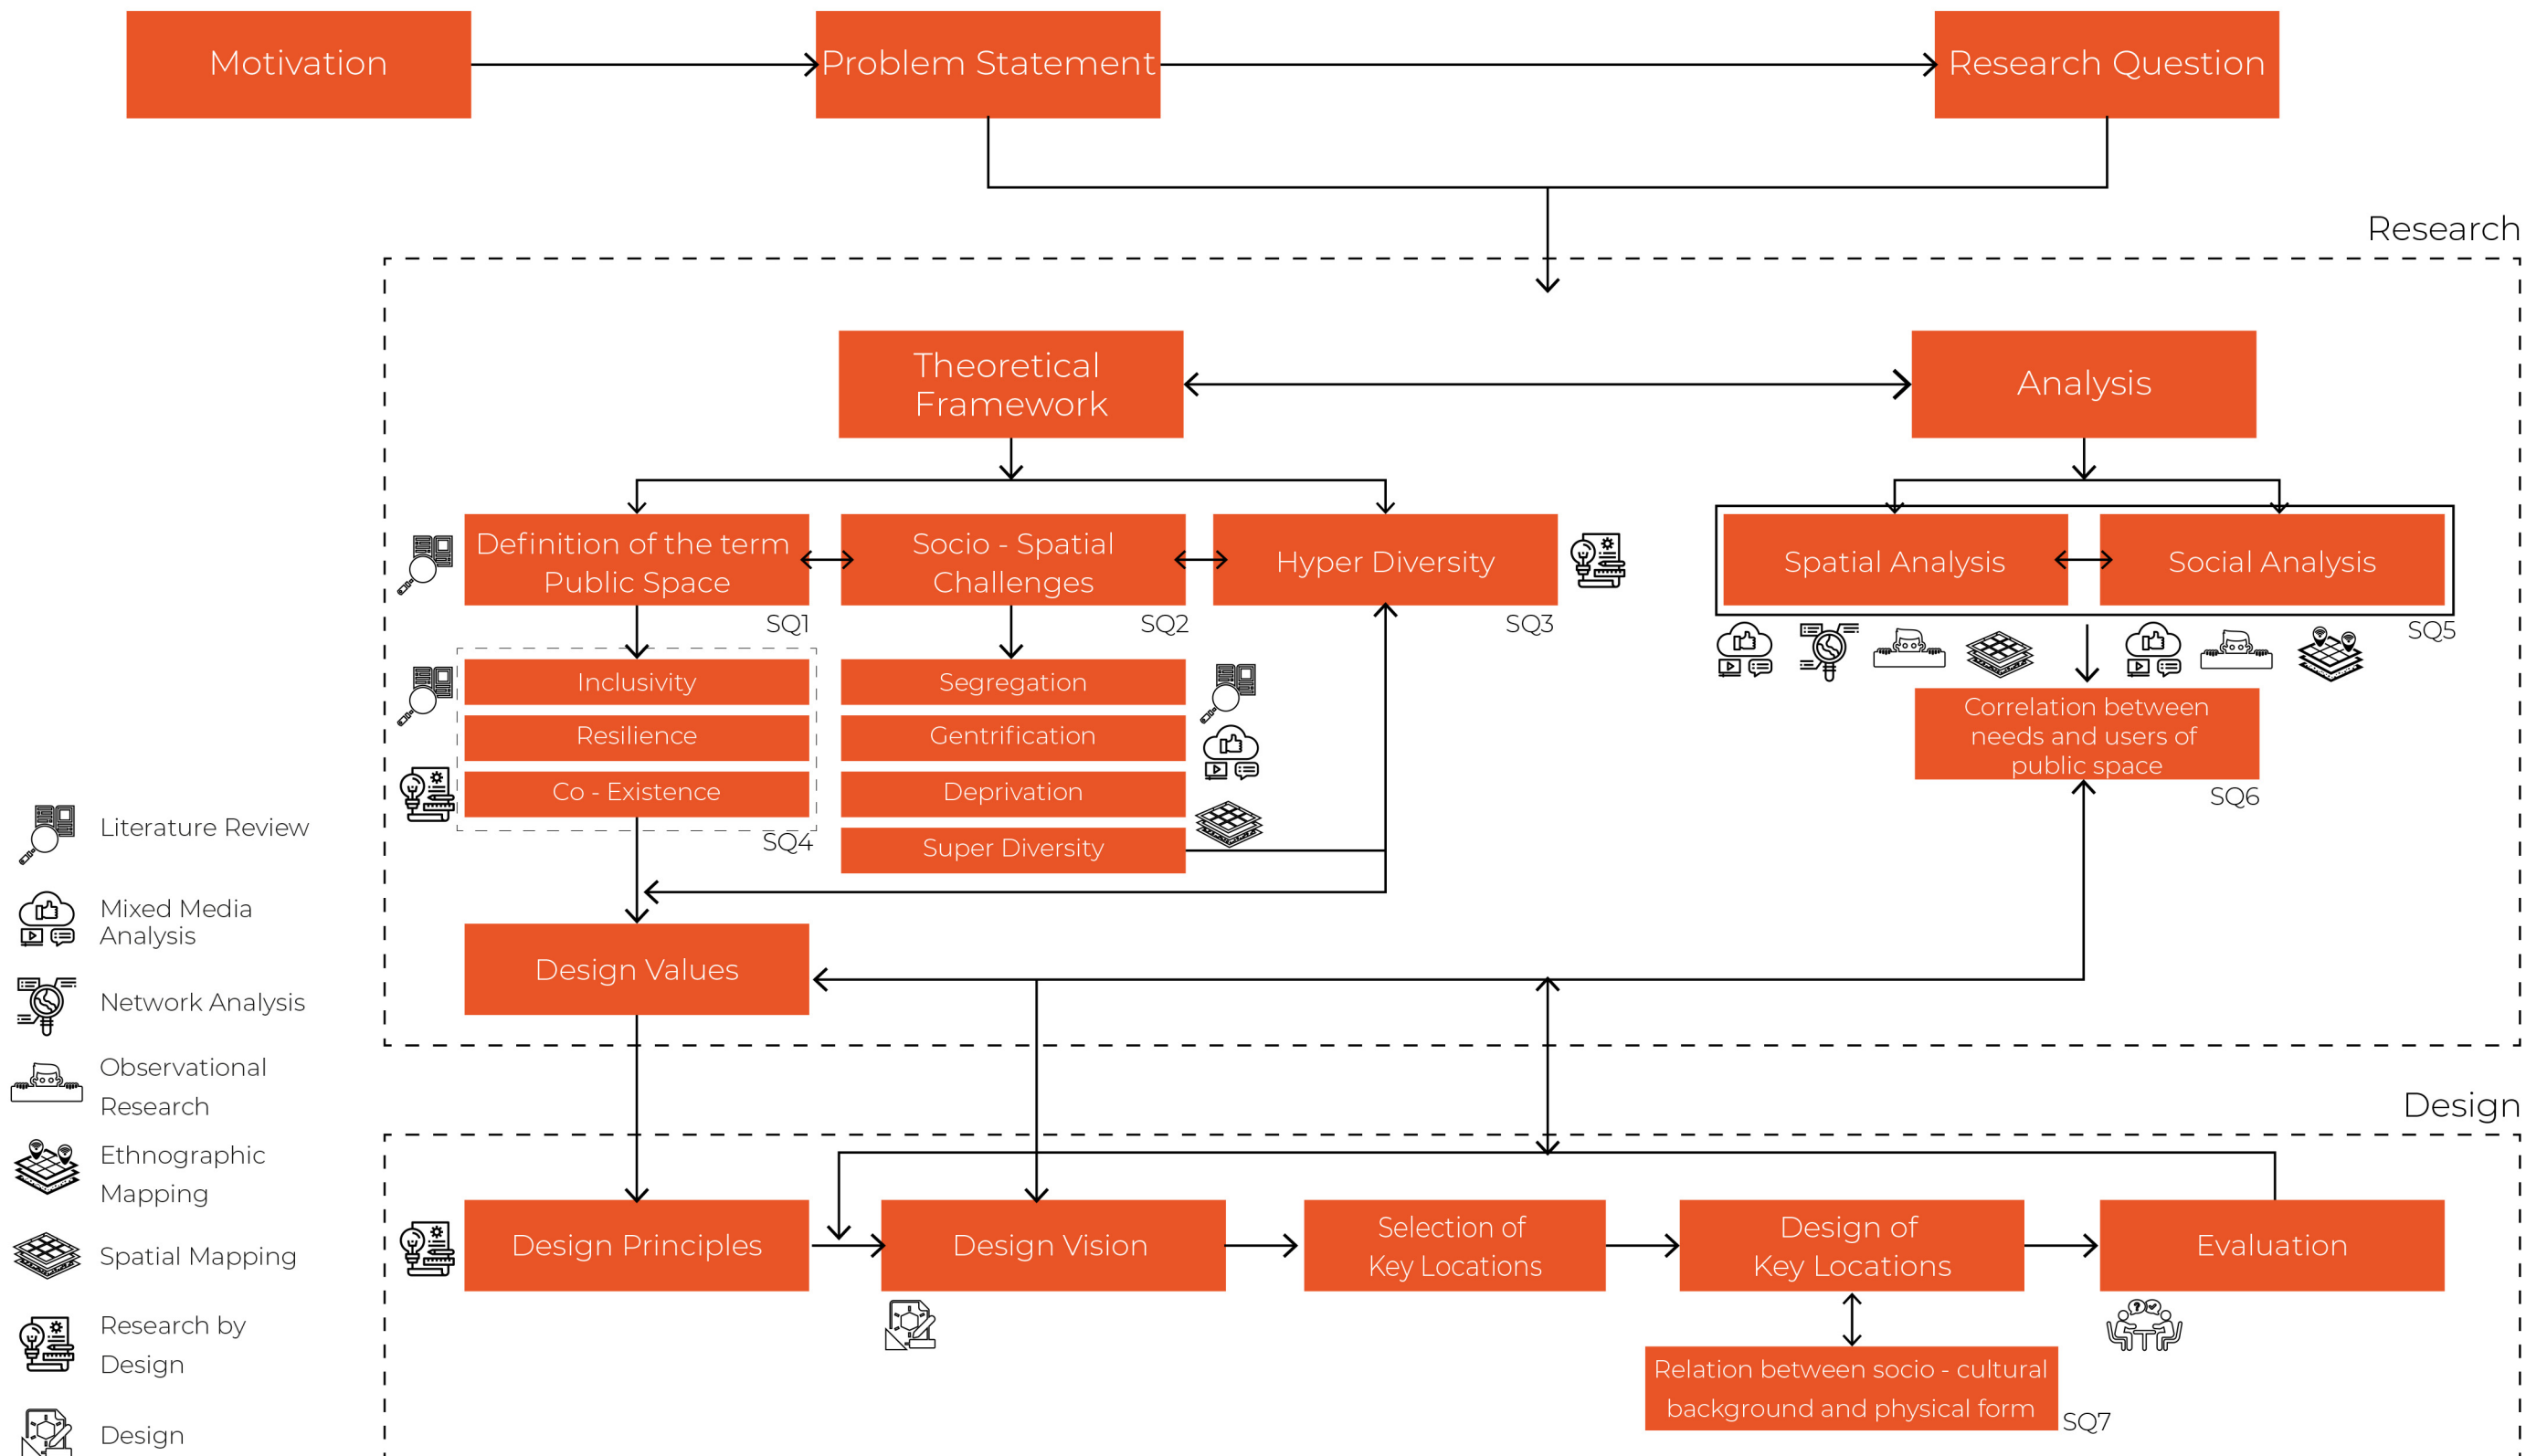 Motivation
Problem Statement
Research Question
Research
Theoretical
Framework
Analysis
Definition of the term
Public Space
SQ1
Socio - Spatial
Challenges
SQ2
Hyper Diversity
SQ3
Spatial Analysis
Social Analysis
SQ5
Inclusivity
Resilience
Co - Existence
SQ4
Segregation
Gentrification
Deprivation
Super Diversity
Correlation between
needs and users of
public space
SQ6
Design Values
Literature Review
Mixed Media
Analysis
Network Analysis
Observational
Research
Ethnographic
Mapping
Spatial Mapping
Research by
Design
Design
Design
Design Principles
Design Vision
Selection of
Key Locations
Design of
Key Locations
Evaluation
Relation between socio - cultural
background and physical form
SQ7